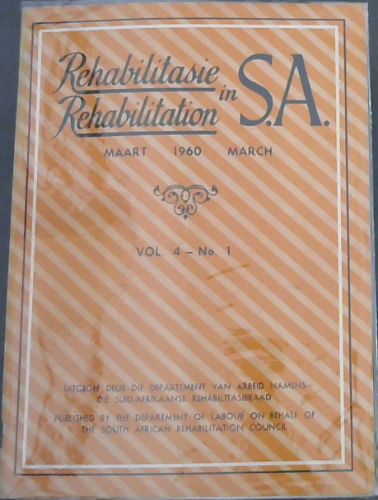 Rehabilitasie
Rehabilitation in S.A.
MAART 1960 MARCH
VOL 4 – No. 1
UITGEGEE DEUR DIE DEPARTEMENT VAN ARBEID NAMENS
DIE SUID-AFRIKAANSE REHABILITASIERAAD
PUBLISHED BY THE DEPARTMENT OF LABOUR ON BEHALF OF
THE SOUTH AFRICAN REHABILITATION COUNCIL